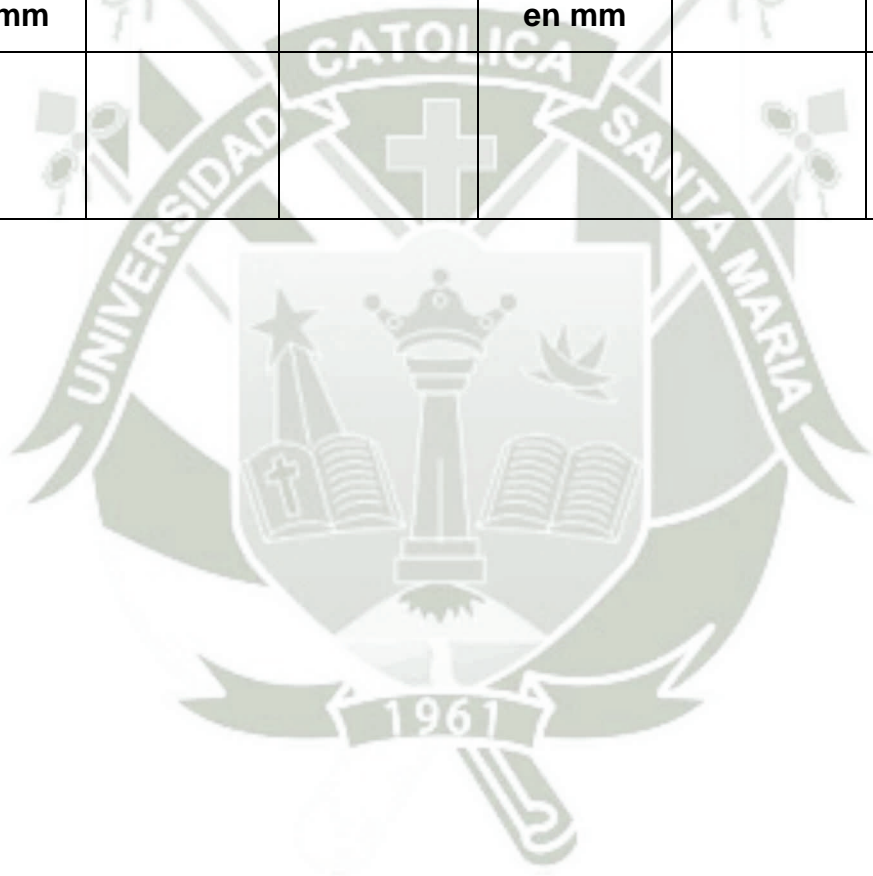 mm
en mm
CATOLICA
UNIVERSIDAD
SANTA MARIA
1961